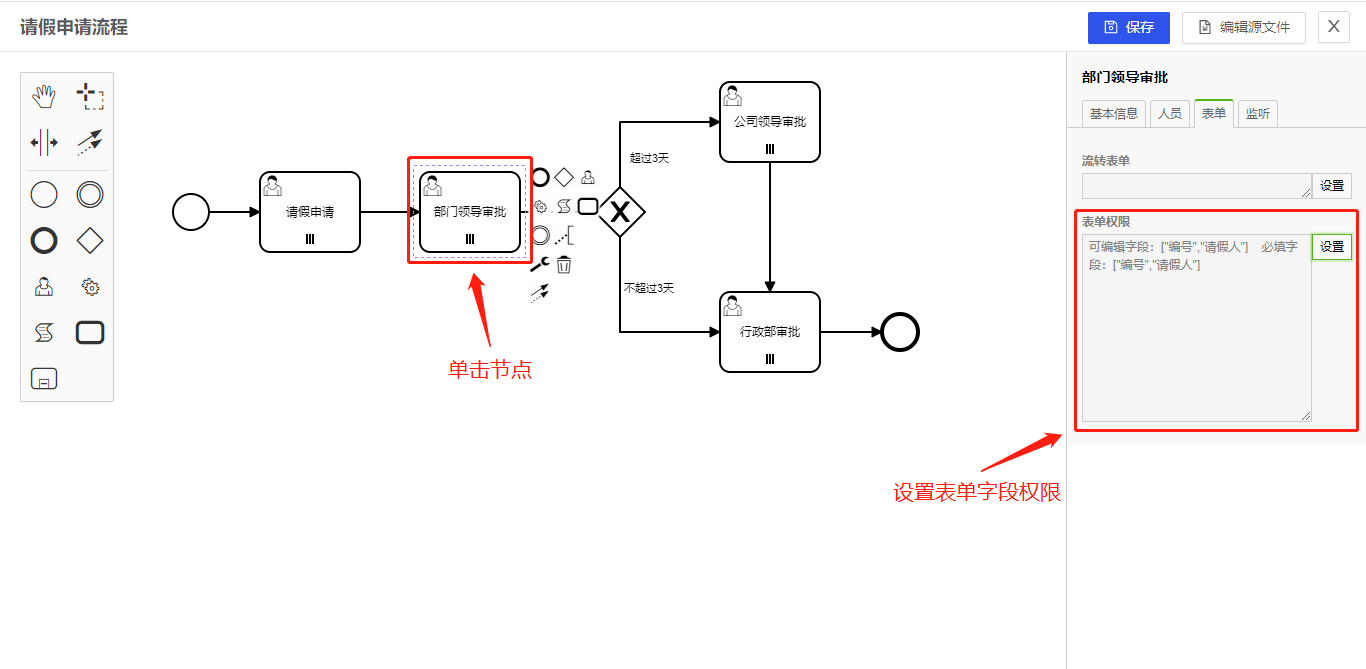 请假申请流程
保存
编辑源文件
X
部门领导审批
基本信息
人员
表单
监听
流转表单
设置
表单权限
可编辑字段：["编号","请假人"] 必填字
段：["编号","请假人"]
设置
公司领导审批
超过3天
请假申请
部门领导审批
不超过3天
行政部审批
单击节点
设置表单字段权限